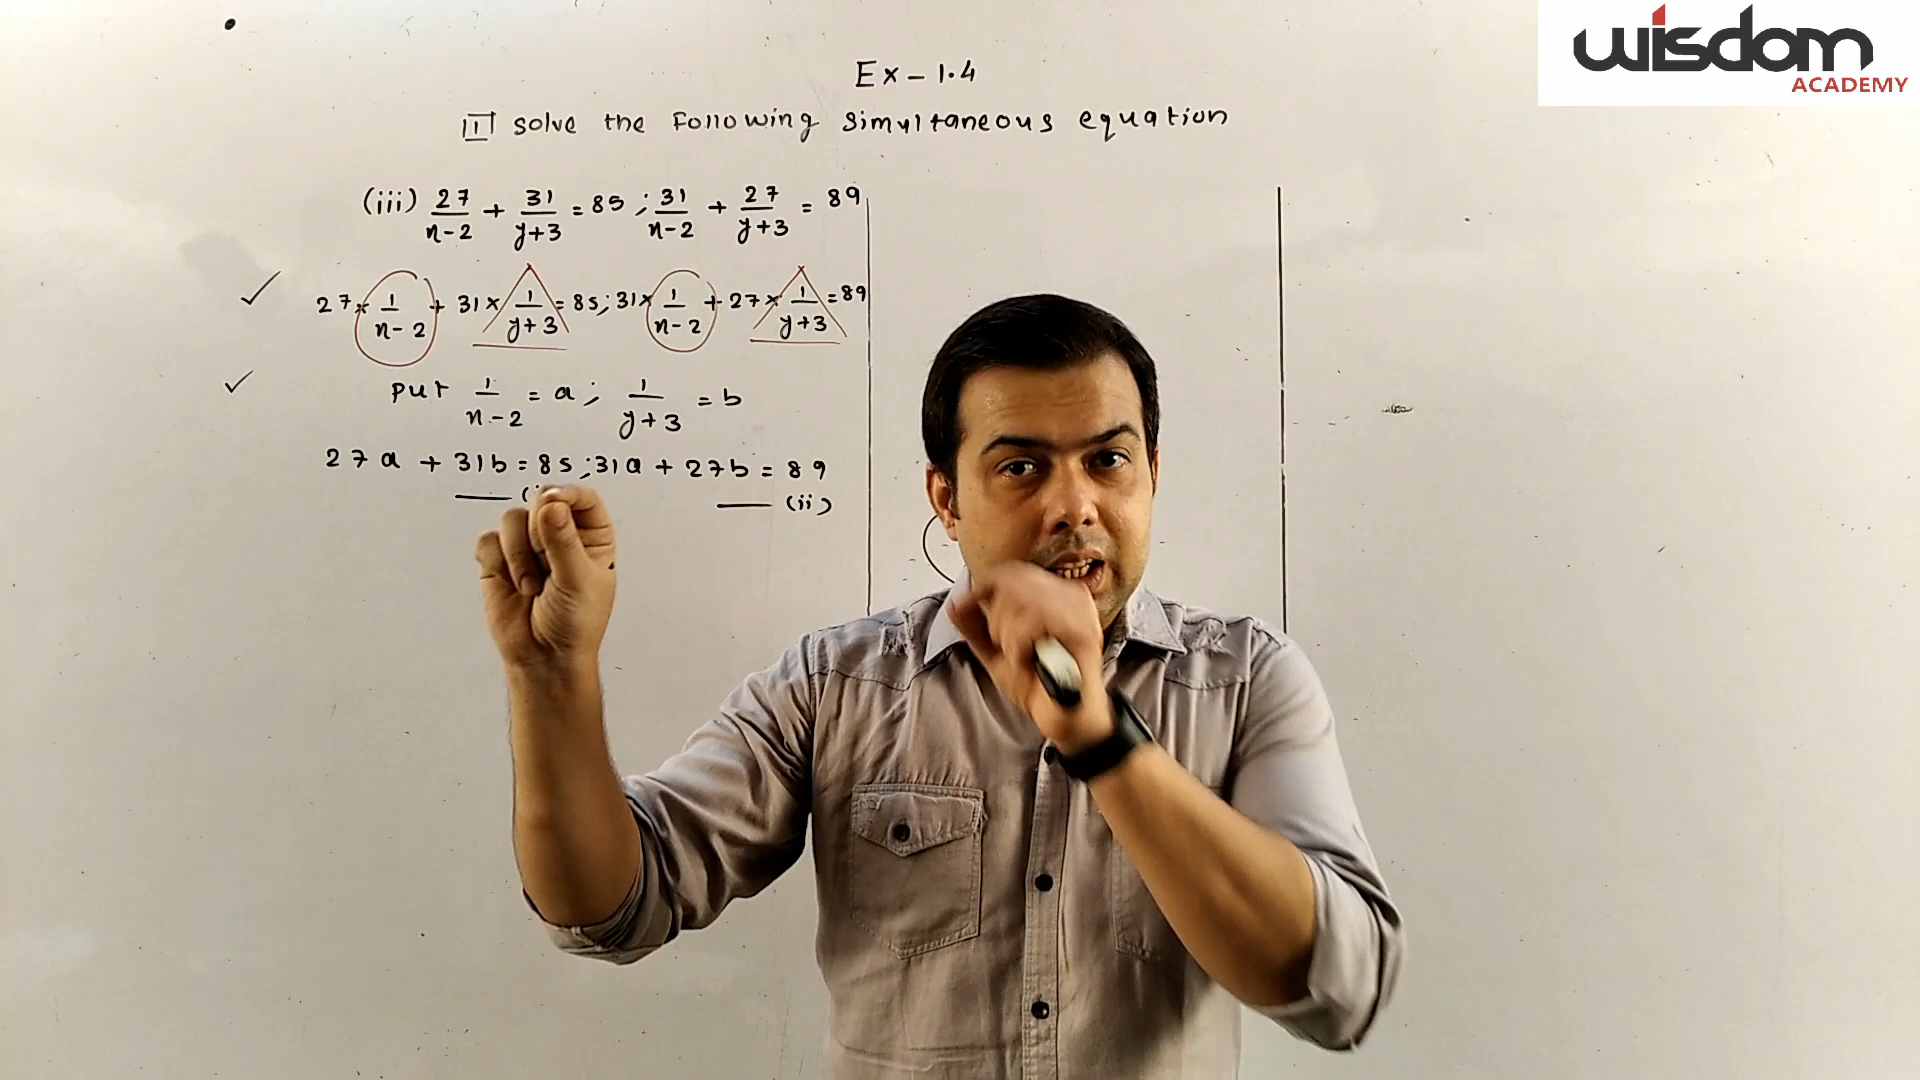 wisdom
ACADEMY
Ex – 1.4
1 solve the Following simultaneous equation
(iii) 27/n-2 + 31/y+3 = 85 ; 31/n-2 + 27/y+3 = 89
27 × 1/n-2 + 31 × 1/y+3 = 85; 31 × 1/n-2 + 27 × 1/y+3 = 89
put 1/n-2 = a; 1/y+3 = b
27a + 31b = 85 ; 31a + 27b = 89
(ii)